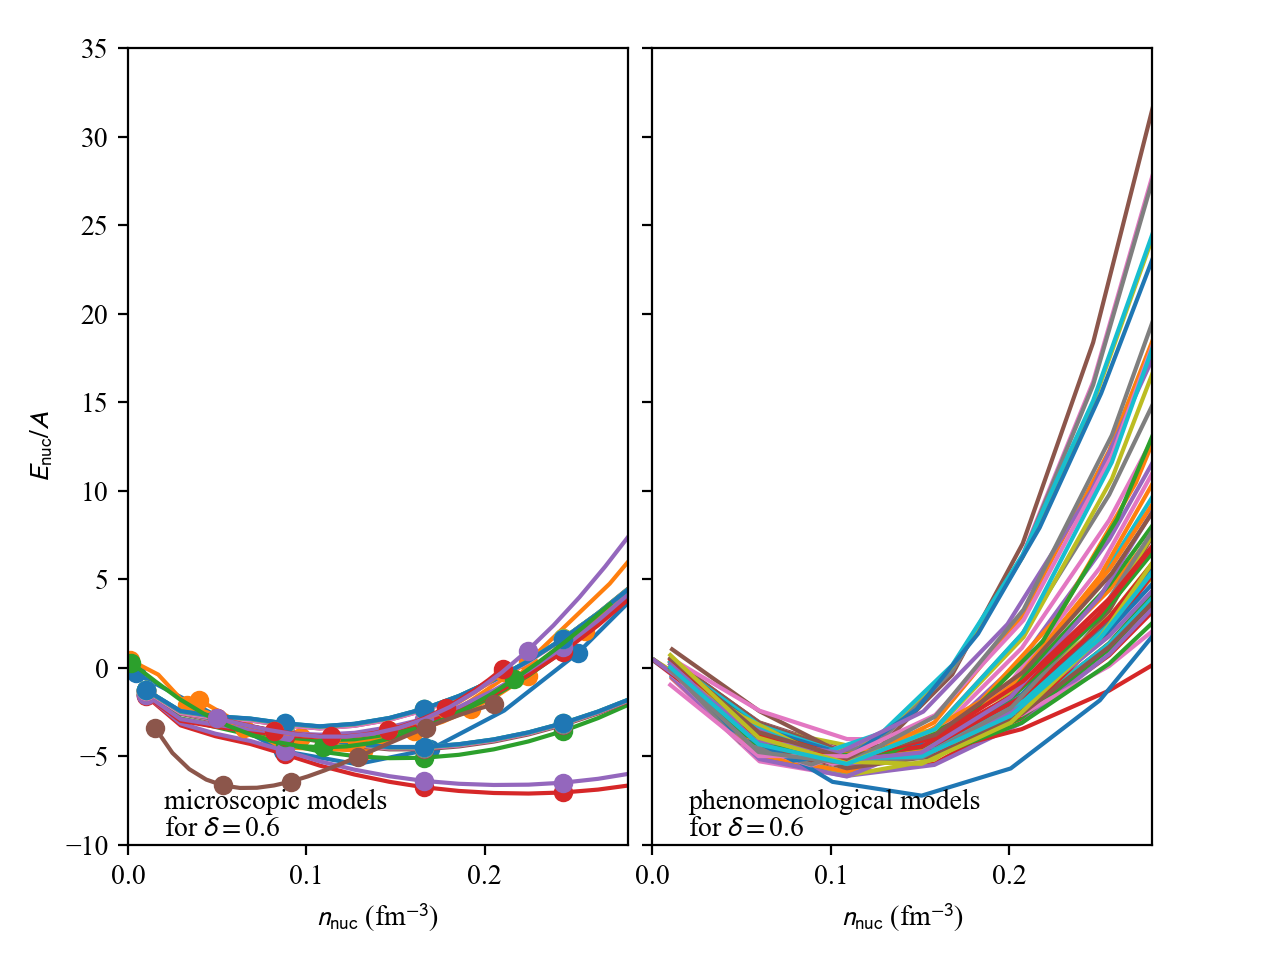 35
30
25
20
15
10
5
0
−5
−10
E_nuc/A
microscopic models
for δ = 0.6
0.0 0.1 0.2
n_nuc (fm⁻³)
phenomenological models
for δ = 0.6
0.0 0.1 0.2
n_nuc (fm⁻³)